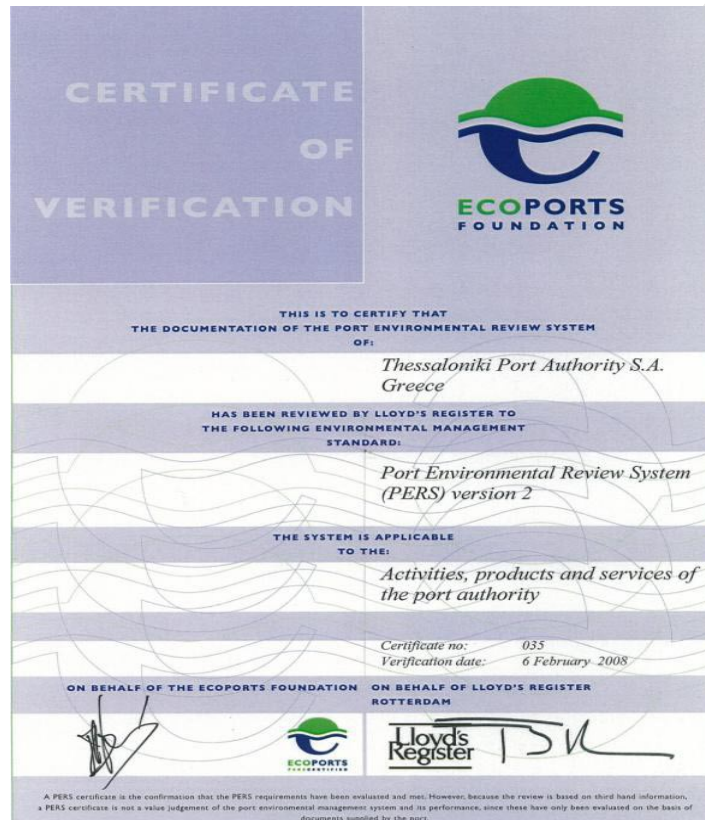 CERTIFICATE
OF
VERIFICATION
ECOPORTS
FOUNDATION
THIS IS TO CERTIFY THAT
THE DOCUMENTATION OF THE PORT ENVIRONMENTAL REVIEW SYSTEM
OF:
Thessaloniki Port Authority S.A.
Greece
HAS BEEN REVIEWED BY LLOYD'S REGISTER TO
THE FOLLOWING ENVIRONMENTAL MANAGEMENT
STANDARD:
Port Environmental Review System
(PERS) version 2
THE SYSTEM IS APPLICABLE
TO THE:
Activities, products and services of
the port authority
Certificate no: 035
Verification date: 6 February 2008
ON BEHALF OF THE ECOPORTS FOUNDATION
ON BEHALF OF LLOYD'S REGISTER
ROTTERDAM
ECOPORTS
PERS CERTIFIED
Lloyd's
Register
A PERS certificate is the confirmation that the PERS requirements have been evaluated and met. However, because the review is based on third hand information,
a PERS certificate is not a value judgement of the port environmental management system and its performance, since these have only been evaluated on the basis of
documents supplied by the port.